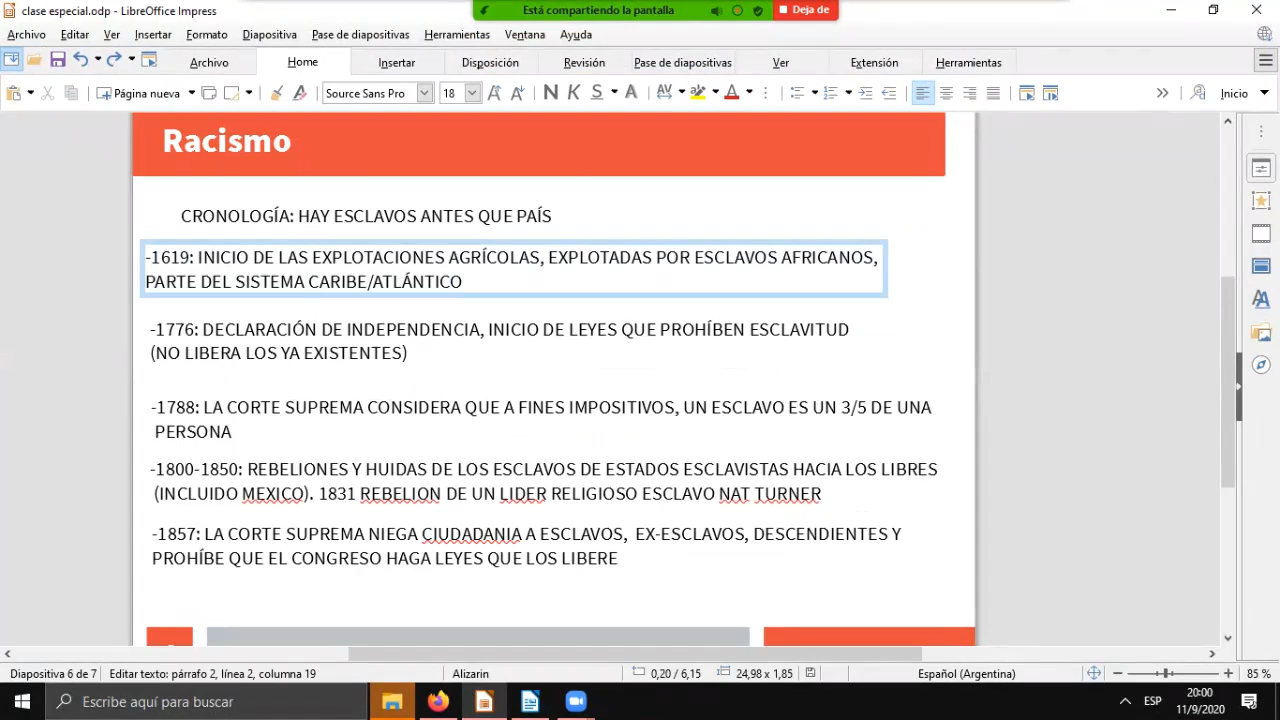 clase especial.odp - LibreOffice Impress
Está compartiendo la pantalla
Deja de
Archivo Editar Ver Insertar Formato Diapositiva Pase de diapositivas Herramientas Ventana Ayuda
Archivo Home Insertar Disposición Revisión Pase de diapositivas Ver Extensión Herramientas
Página nueva Source Sans Pro 18 N K S A AV ab A Inicio
Racismo
CRONOLOGÍA: HAY ESCLAVOS ANTES QUE PAÍS
-1619: INICIO DE LAS EXPLOTACIONES AGRÍCOLAS, EXPLOTADAS POR ESCLAVOS AFRICANOS,
PARTE DEL SISTEMA CARIBE/ATLÁNTICO
-1776: DECLARACIÓN DE INDEPENDENCIA, INICIO DE LEYES QUE PROHÍBEN ESCLAVITUD
(NO LIBERA LOS YA EXISTENTES)
-1788: LA CORTE SUPREMA CONSIDERA QUE A FINES IMPOSITIVOS, UN ESCLAVO ES UN 3/5 DE UNA
PERSONA
-1800-1850: REBELIONES Y HUIDAS DE LOS ESCLAVOS DE ESTADOS ESCLAVISTAS HACIA LOS LIBRES
(INCLUIDO MEXICO). 1831 REBELION DE UN LIDER RELIGIOSO ESCLAVO NAT TURNER
-1857: LA CORTE SUPREMA NIEGA CIUDADANIA A ESCLAVOS, EX-ESCLAVOS, DESCENDIENTES Y
PROHÍBE QUE EL CONGRESO HAGA LEYES QUE LOS LIBERE
Diapositiva 6 de 7 Editar texto: párrafo 2, línea 2, columna 19 Alizarin 0,20 / 6,15 24,98 x 1,85 Español (Argentina) 85 %
Escribe aquí para buscar
ESP
20:00
11/9/2020